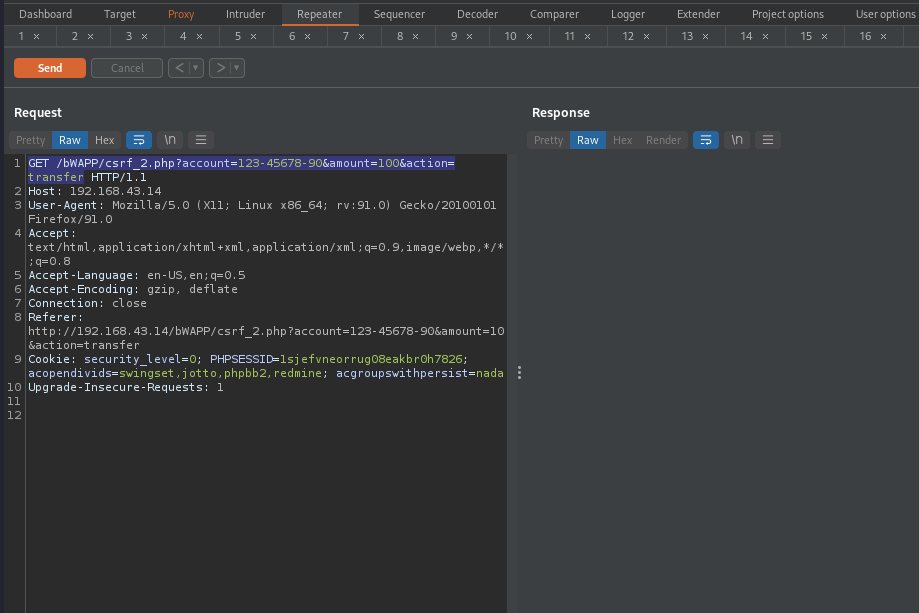 Dashboard Target Proxy Intruder Repeater Sequencer Decoder Comparer Logger Extender Project options User options
1 × 2 × 3 × 4 × 5 × 6 × 7 × 8 × 9 × 10 × 11 × 12 × 13 × 14 × 15 × 16 ×
Send Cancel < ▾ > ▾
Request
Pretty Raw Hex \n
1 GET /bWAPP/csrf_2.php?account=123-45678-90&amount=100&action=
transfer HTTP/1.1
2 Host: 192.168.43.14
3 User-Agent: Mozilla/5.0 (X11; Linux x86_64; rv:91.0) Gecko/20100101
Firefox/91.0
4 Accept:
text/html,application/xhtml+xml,application/xml;q=0.9,image/webp,*/*
;q=0.8
5 Accept-Language: en-US,en;q=0.5
6 Accept-Encoding: gzip, deflate
7 Connection: close
8 Referer:
http://192.168.43.14/bWAPP/csrf_2.php?account=123-45678-90&amount=10
&action=transfer
9 Cookie: security_level=0; PHPSESSID=1sjefvneorrug08eakbr0h7826;
acopendivids=swingset,jotto,phpbb2,redmine; acgroupswithpersist=nada
10 Upgrade-Insecure-Requests: 1
11
12
Response
Pretty Raw Hex Render \n